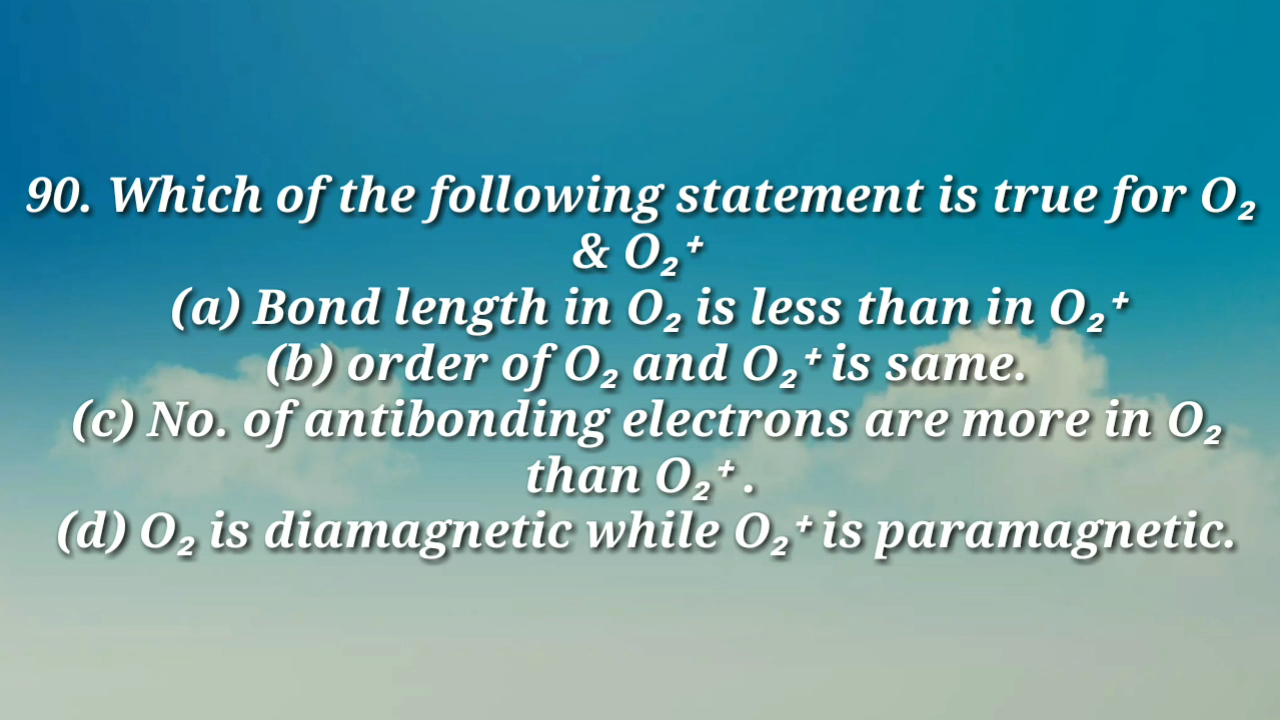 90. Which of the following statement is true for O₂
& O₂⁺
(a) Bond length in O₂ is less than in O₂⁺
(b) order of O₂ and O₂⁺ is same.
(c) No. of antibonding electrons are more in O₂
than O₂⁺.
(d) O₂ is diamagnetic while O₂⁺ is paramagnetic.